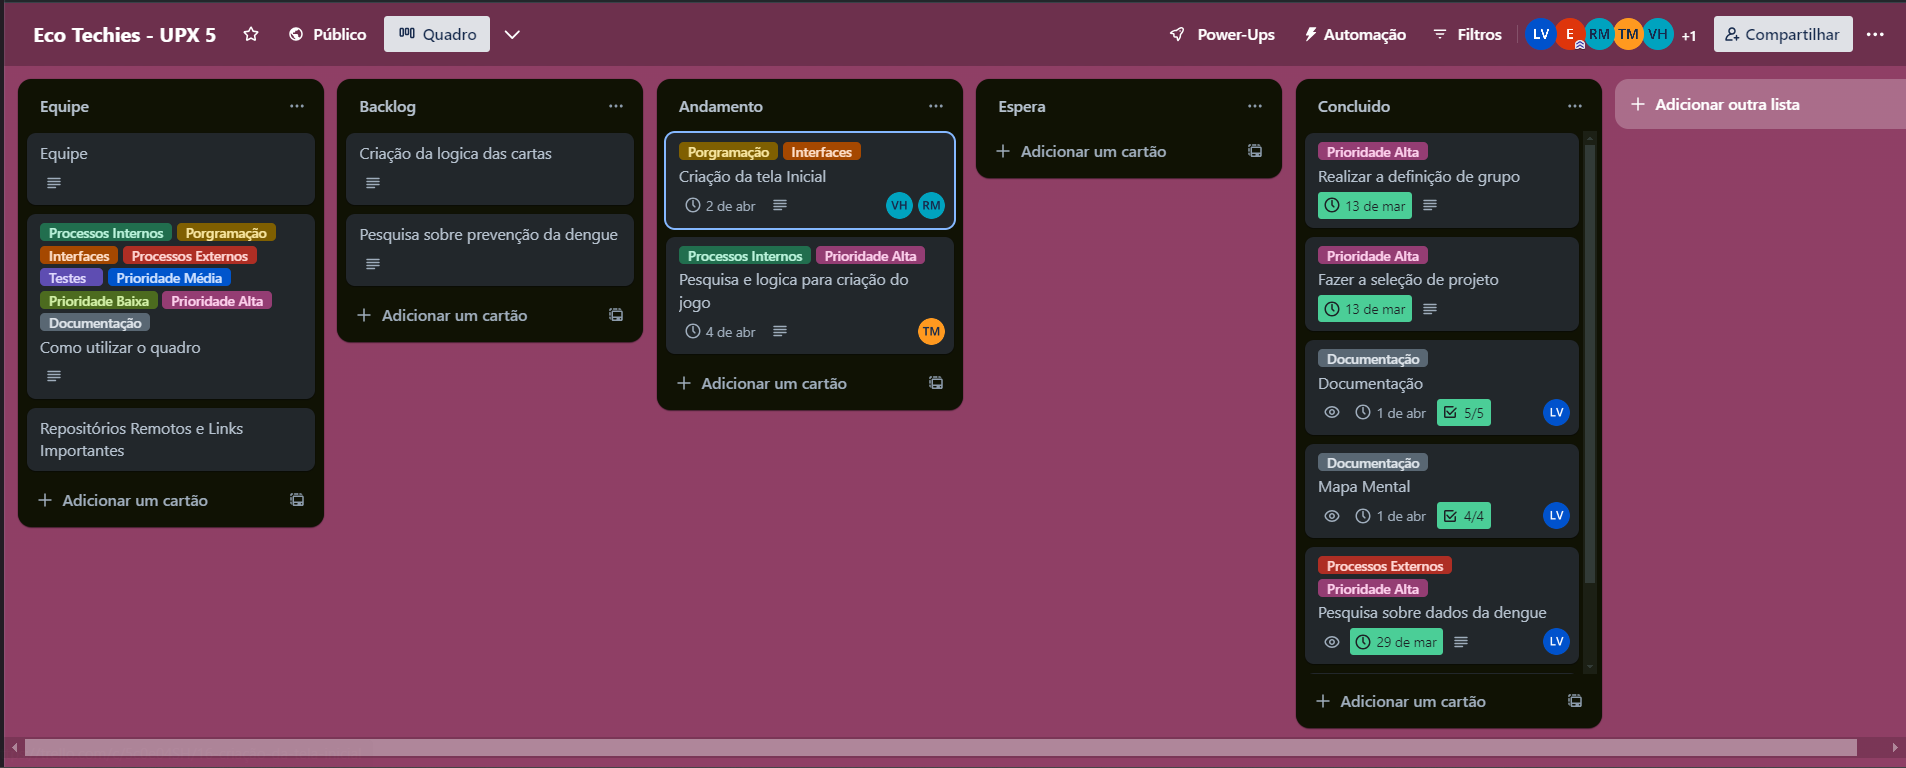 Eco Techies - UPX 5
Público
Quadro
Power-Ups
Automação
Filtros
LV
E
RM
TM
VH
+1
Compartilhar
Equipe
Equipe
Processos Internos
Porgramação
Interfaces
Processos Externos
Testes
Prioridade Média
Prioridade Baixa
Prioridade Alta
Documentação
Como utilizar o quadro
Repositórios Remotos e Links
Importantes
Adicionar um cartão
Backlog
Criação da logica das cartas
Pesquisa sobre prevenção da dengue
Adicionar um cartão
Andamento
Porgramação
Interfaces
Criação da tela Inicial
2 de abr
VH
RM
Processos Internos
Prioridade Alta
Pesquisa e logica para criação do
jogo
4 de abr
TM
Adicionar um cartão
Espera
Adicionar um cartão
Concluido
Prioridade Alta
Realizar a definição de grupo
13 de mar
Prioridade Alta
Fazer a seleção de projeto
13 de mar
Documentação
Documentação
1 de abr
5/5
LV
Documentação
Mapa Mental
1 de abr
4/4
LV
Processos Externos
Prioridade Alta
Pesquisa sobre dados da dengue
29 de mar
LV
Adicionar um cartão
Adicionar outra lista